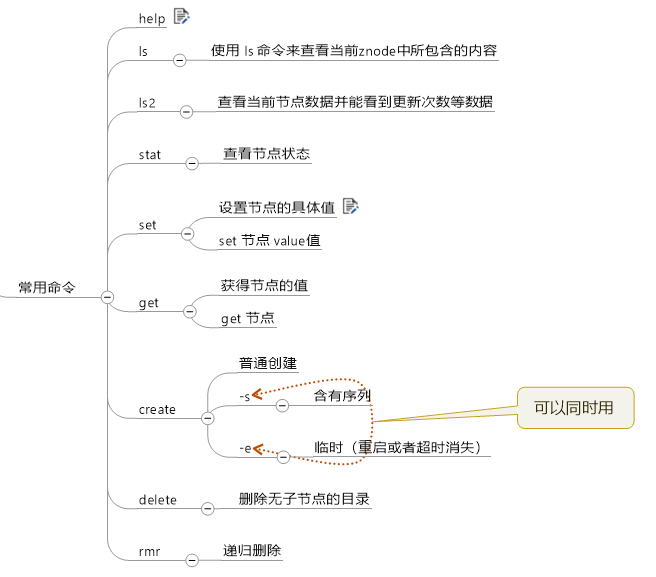 help
ls
使用 ls 命令来查看当前znode中所包含的内容
ls2
查看当前节点数据并能看到更新次数等数据
stat
查看节点状态
set
设置节点的具体值
set 节点 value值
常用命令
get
获得节点的值
get 节点
create
普通创建
-s
含有序列
-e
临时（重启或者超时消失）
可以同时用
delete
删除无子节点的目录
rmr
递归删除